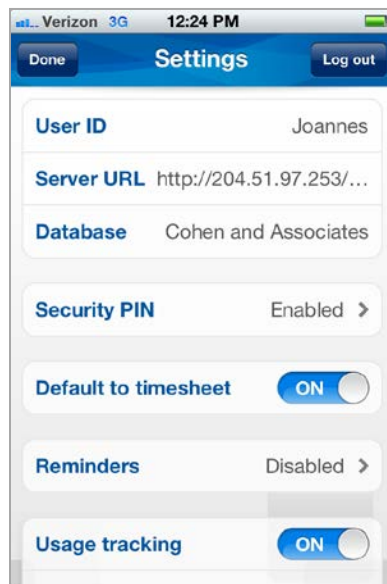 Verizon 3G 12:24 PM
Done Settings Log out
User ID Joannes
Server URL http://204.51.97.253/...
Database Cohen and Associates
Security PIN Enabled >
Default to timesheet ON
Reminders Disabled >
Usage tracking ON